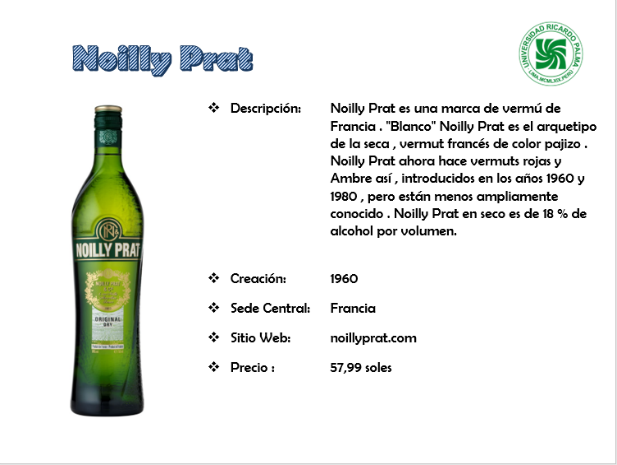 Noilly Prat
UNIVERSIDAD RICARDO PALMA
LIMA, MCMLXIX, PERU
Descripción:
Noilly Prat es una marca de vermú de
Francia . "Blanco" Noilly Prat es el arquetipo
de la seca , vermut francés de color pajizo .
Noilly Prat ahora hace vermuts rojas y
Ambre así , introducidos en los años 1960 y
1980 , pero están menos ampliamente
conocido . Noilly Prat en seco es de 18 % de
alcohol por volumen.
Creación: 1960
Sede Central: Francia
Sitio Web: noillyprat.com
Precio : 57,99 soles
NOILLY PRAT
ORIGINAL
DRY